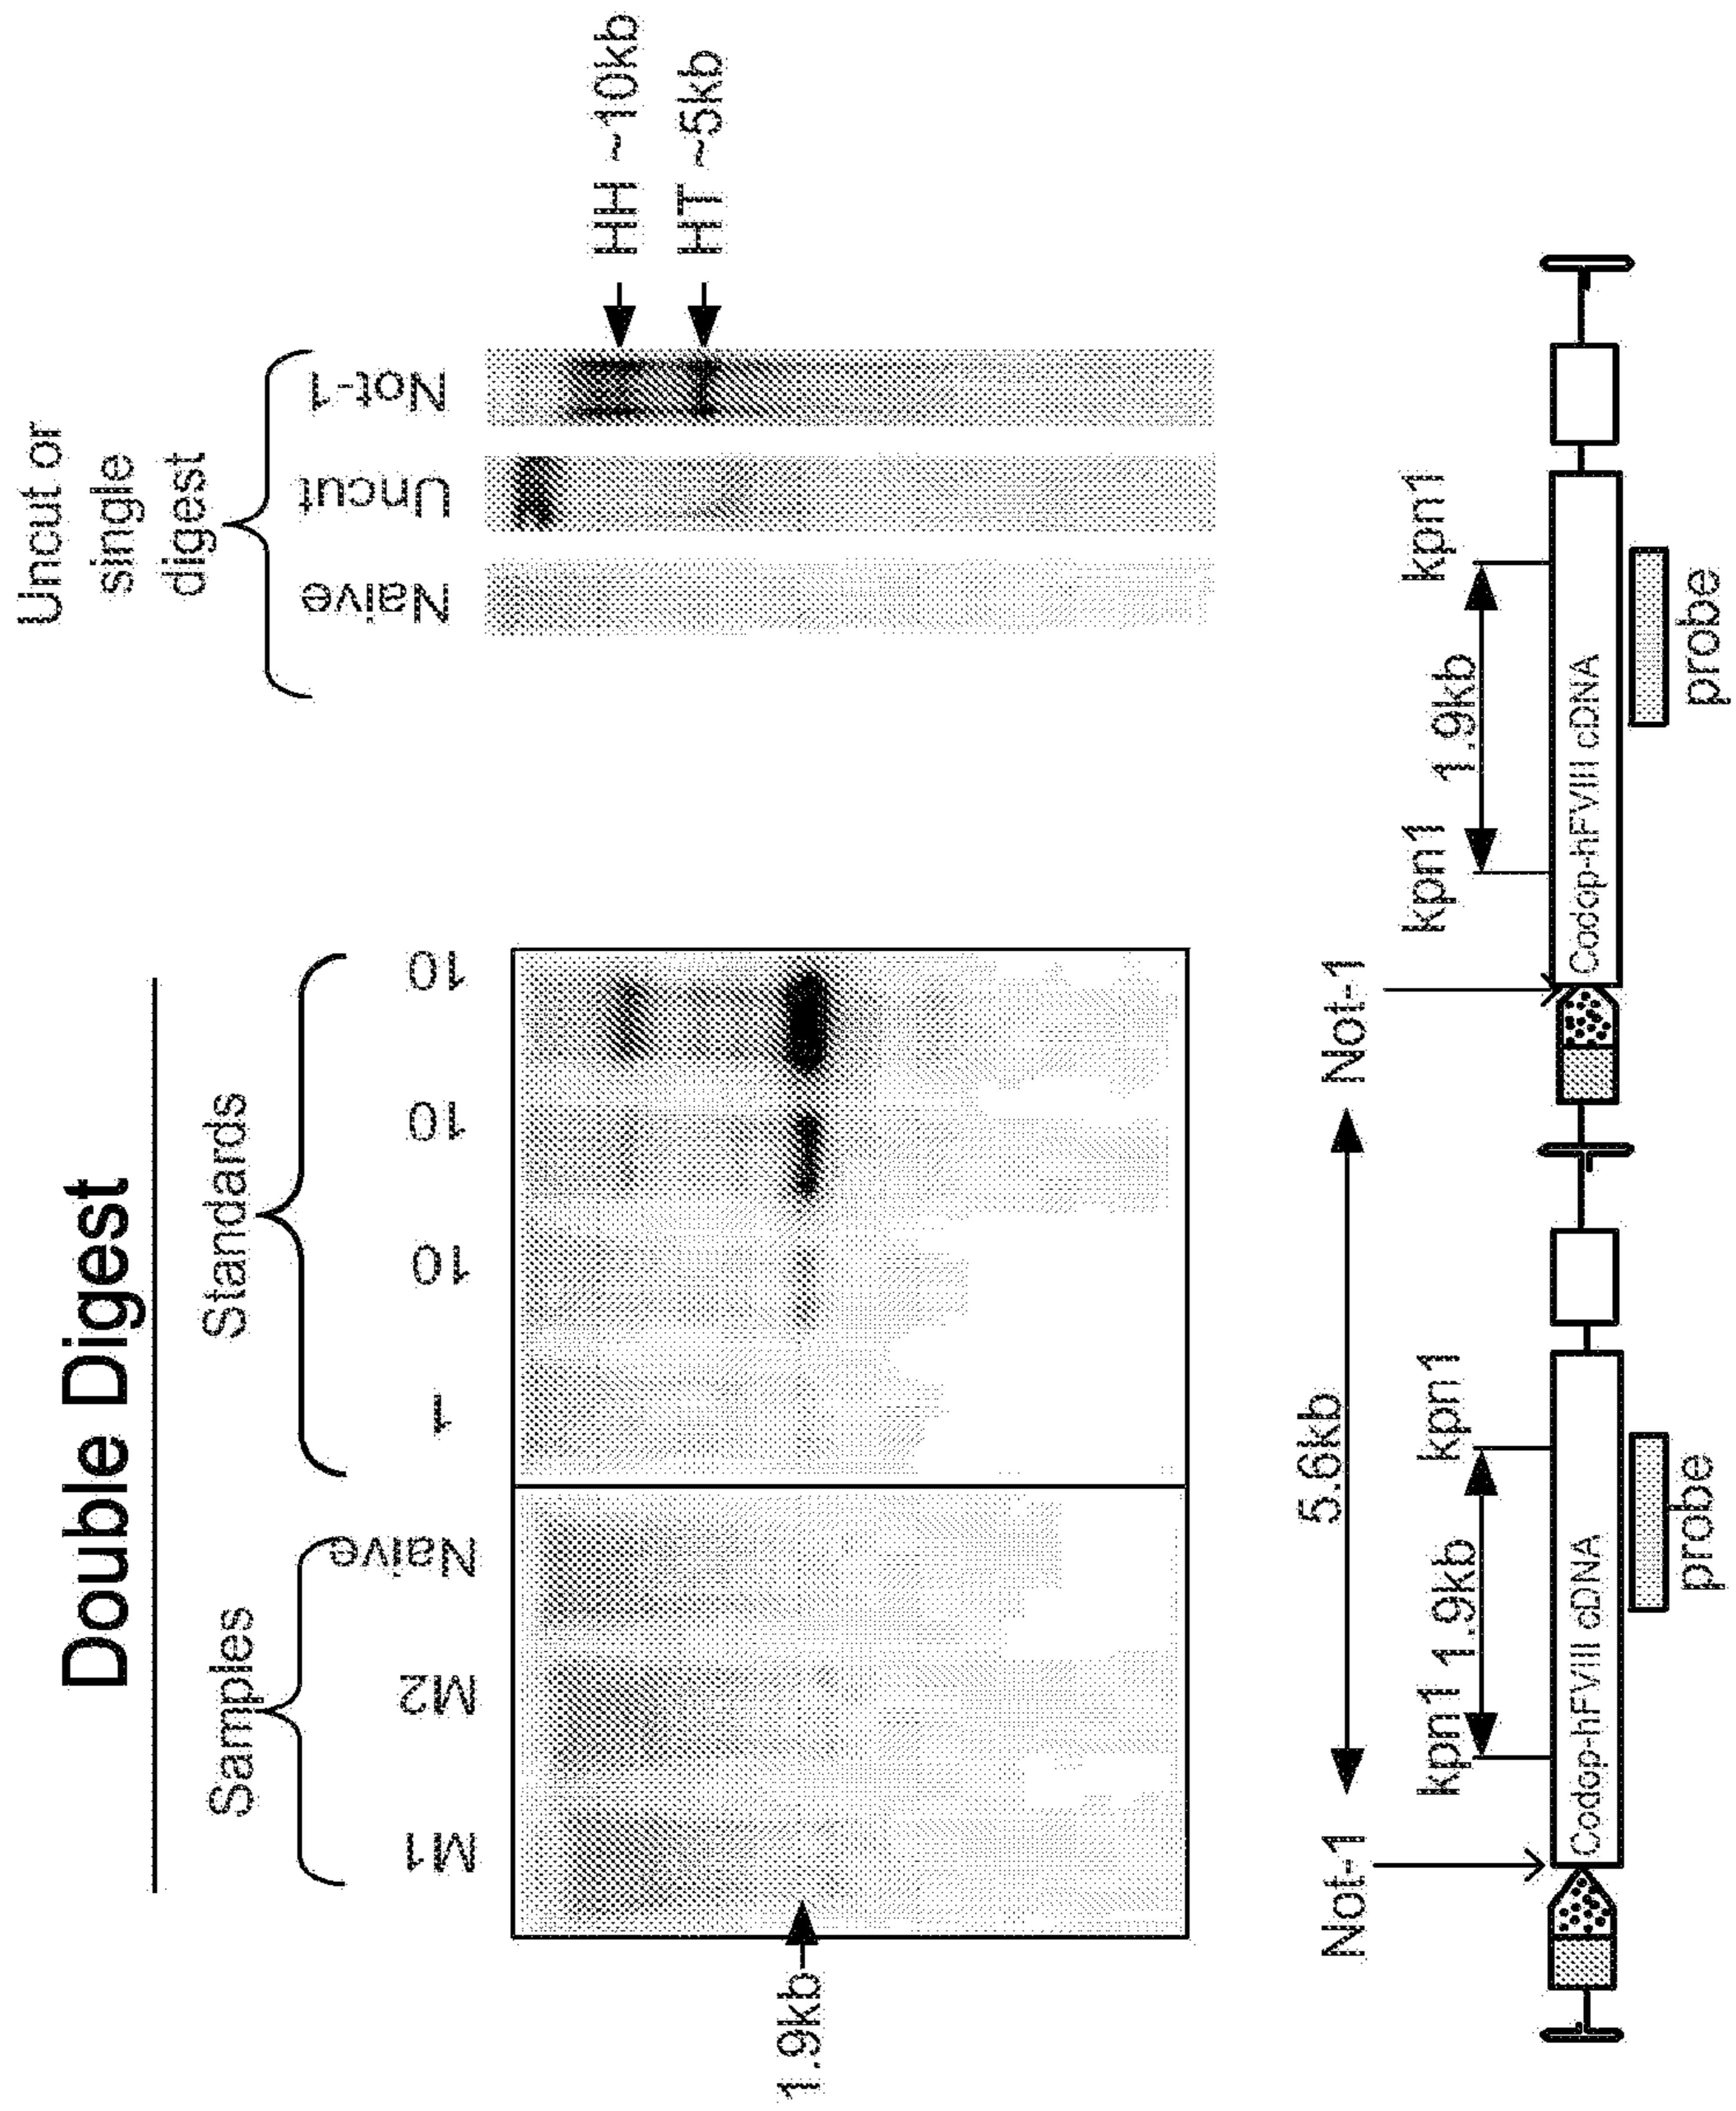 Double Digest
Samples
Standards
Uncut or
single
digest
M1
M2
Naive
1
10
10
10
Naive
Uncut
Not-1
1.9kb
HH ~10kb
HT ~5kb
Not-1
5.6kb
Not-1
kpn1
1.9kb
kpn1
kpn1
1.9kb
kpn1
Codop-hFVIII cDNA
Codop-hFVIII cDNA
probe
probe